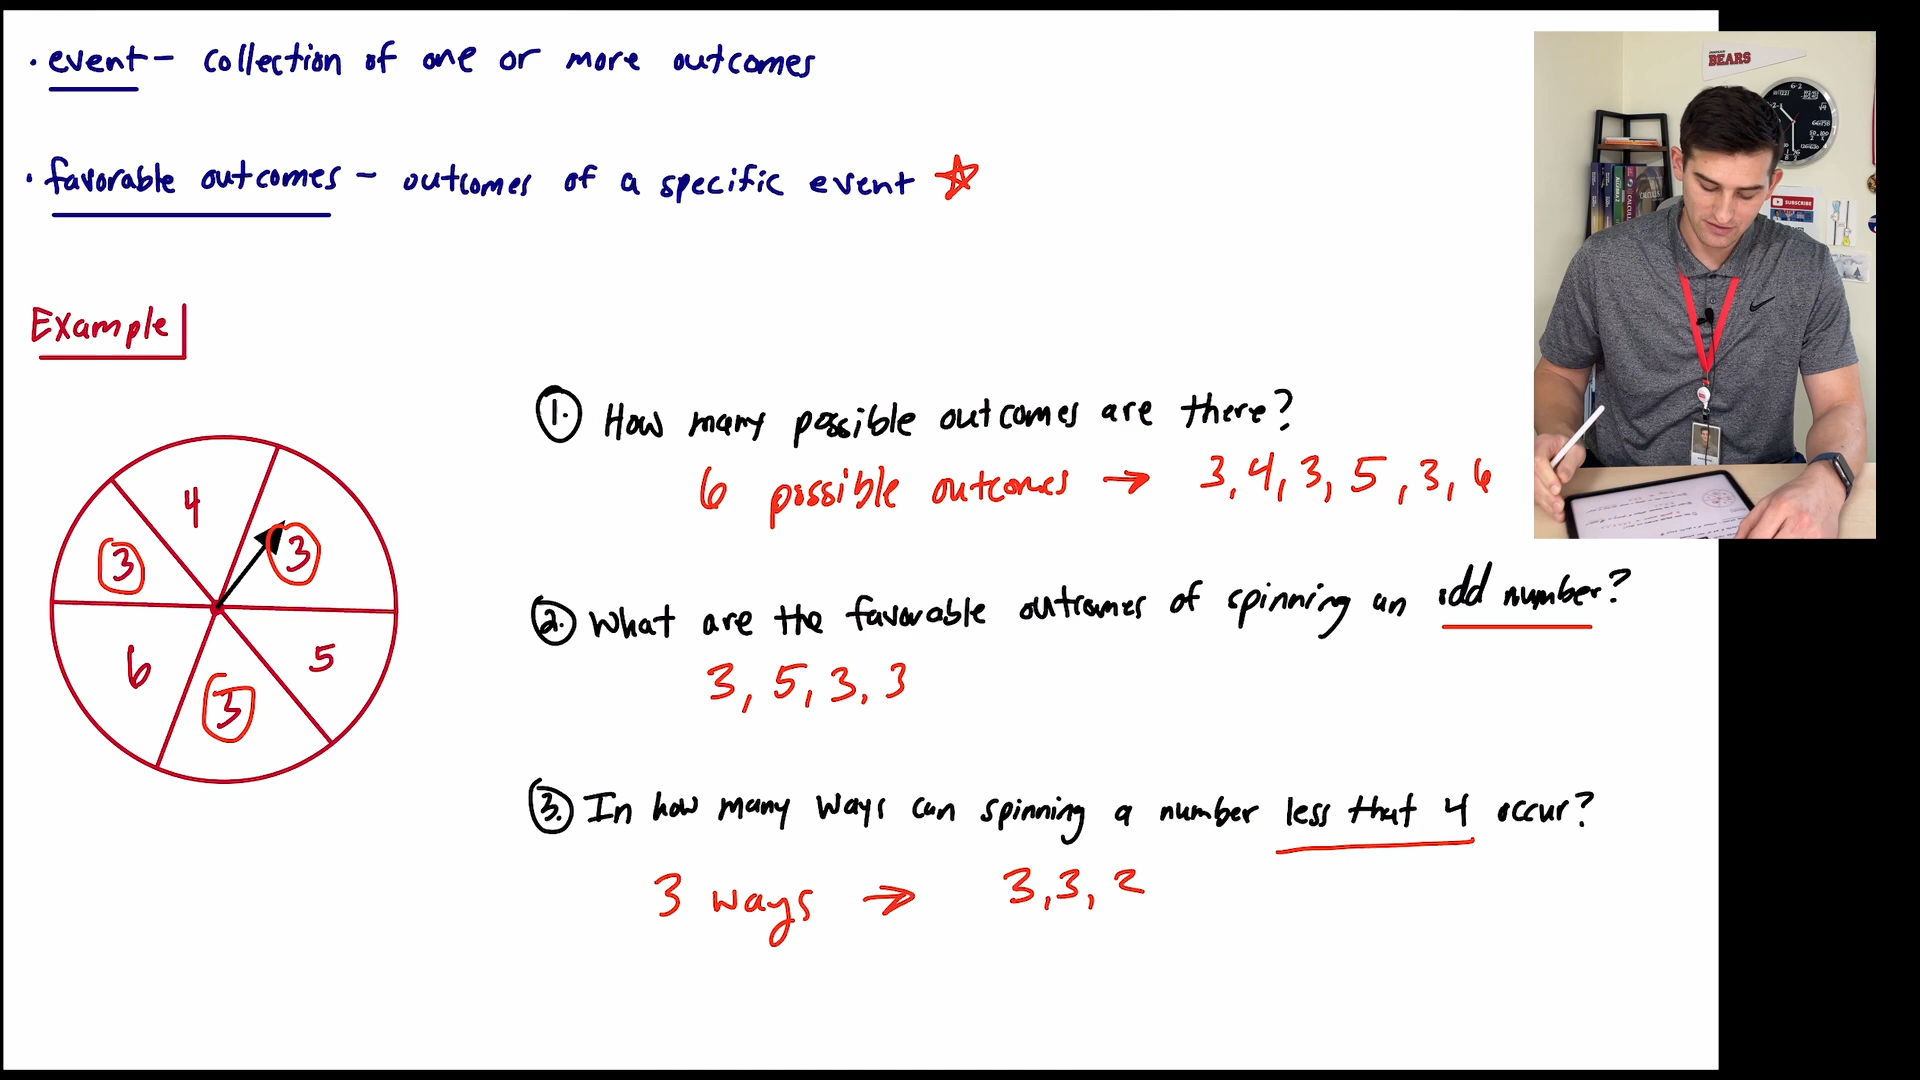 • event – collection of one or more outcomes
• favorable outcomes – outcomes of a specific event ☆
Example
4
3
3
6
5
3
1. How many possible outcomes are there?
6 possible outcomes → 3, 4, 3, 5, 3, 6
2. What are the favorable outcomes of spinning an odd number?
3, 5, 3, 3
3. In how many ways can spinning a number less that 4 occur?
3 ways → 3, 3, 2
BEARS
SUBSCRIBE